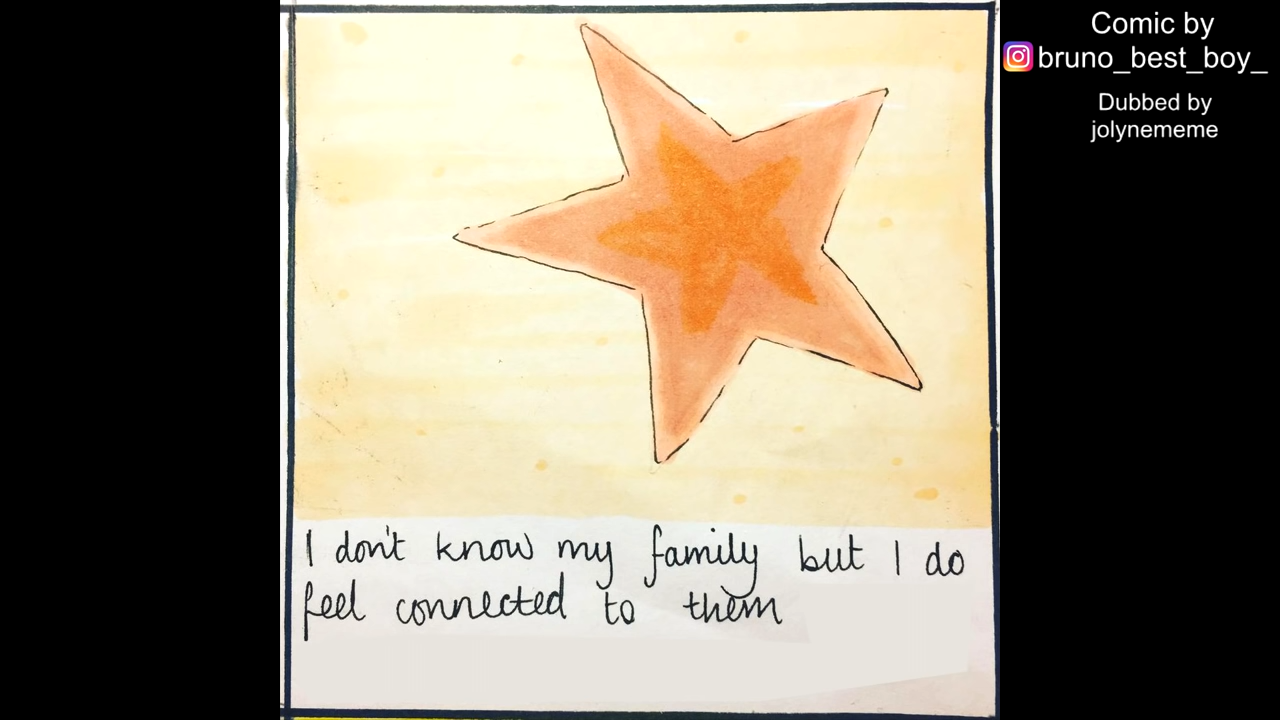 I don't know my family but I do
feel connected to them
Comic by
bruno_best_boy_
Dubbed by
jolynememe